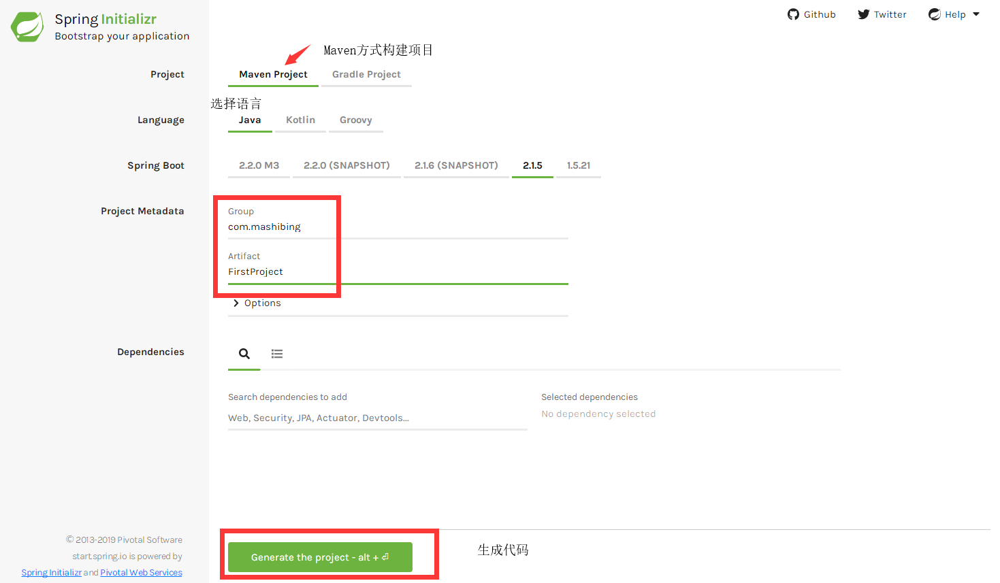 Spring Initializr
Bootstrap your application
Github
Twitter
Help
Maven方式构建项目
Project
Maven Project
Gradle Project
选择语言
Language
Java
Kotlin
Groovy
Spring Boot
2.2.0 M3
2.2.0 (SNAPSHOT)
2.1.6 (SNAPSHOT)
2.1.5
1.5.21
Project Metadata
Group
com.mashibing
Artifact
FirstProject
Options
Dependencies
Search dependencies to add
Web, Security, JPA, Actuator, Devtools...
Selected dependencies
No dependency selected
© 2013-2019 Pivotal Software
start.spring.io is powered by
Spring Initializr and Pivotal Web Services
Generate the project - alt + ⏎
生成代码